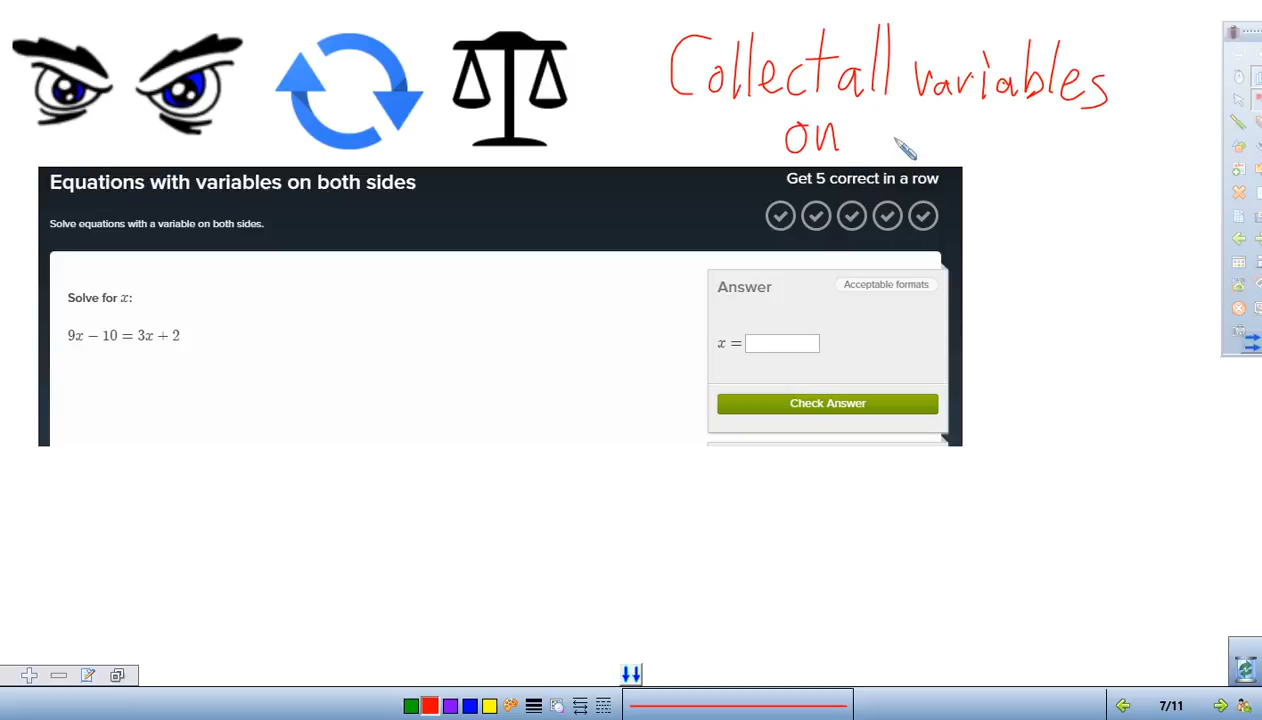 Collect all variables
on
Equations with variables on both sides
Get 5 correct in a row
Solve equations with a variable on both sides.
Solve for x:
9x − 10 = 3x + 2
Answer
Acceptable formats
x =
Check Answer
7/11